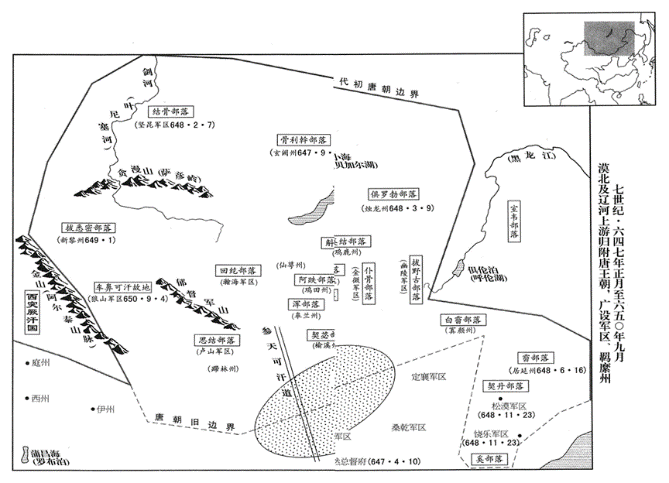 七世纪·六四七年正月至六五〇年九月
漠北及辽河上游归附唐王朝，广设军区、羁縻州
代初唐朝边界
剑河
（叶尼塞河）
结骨部落
（坚昆军区648·2·7）
骨利幹部落
（玄阙州647·9·
小海
贝加尔湖）
贪漫山（萨彦岭）
俱罗勃部落
（烛龙州648·3·9）
（黑龙江）
室韦部落
俱伦泊
（呼伦湖）
拔悉密部落
（新黎州649·1）
结部落
（鸡鹿州）
（仙萼州）
回纥部落
（瀚海军区）
阿跌部落
（鸡田州）
仆骨部落
（金微军区）
拔野古部落
（幽陵军区）
车鼻可汗故地
（狼山军区650·9·4）
郁督军山
浑部落
（皋兰州）
金山（阿尔泰山脉）
西突厥汗国
思结部落
（卢山军区）
（蹛林州）
参天可汗道
契苾
（榆溪
白霫部落
（寘颜州）
霫部落
（居延州648·6·16）
契丹部落
松漠军区
（648·11·23）
饶乐军区
（648·11·23）
奚部落
定襄军区
桑乾军区
军区
总督府（647·4·10）
庭州
西州
伊州
唐朝旧边界
蒲昌海
（罗布泊）